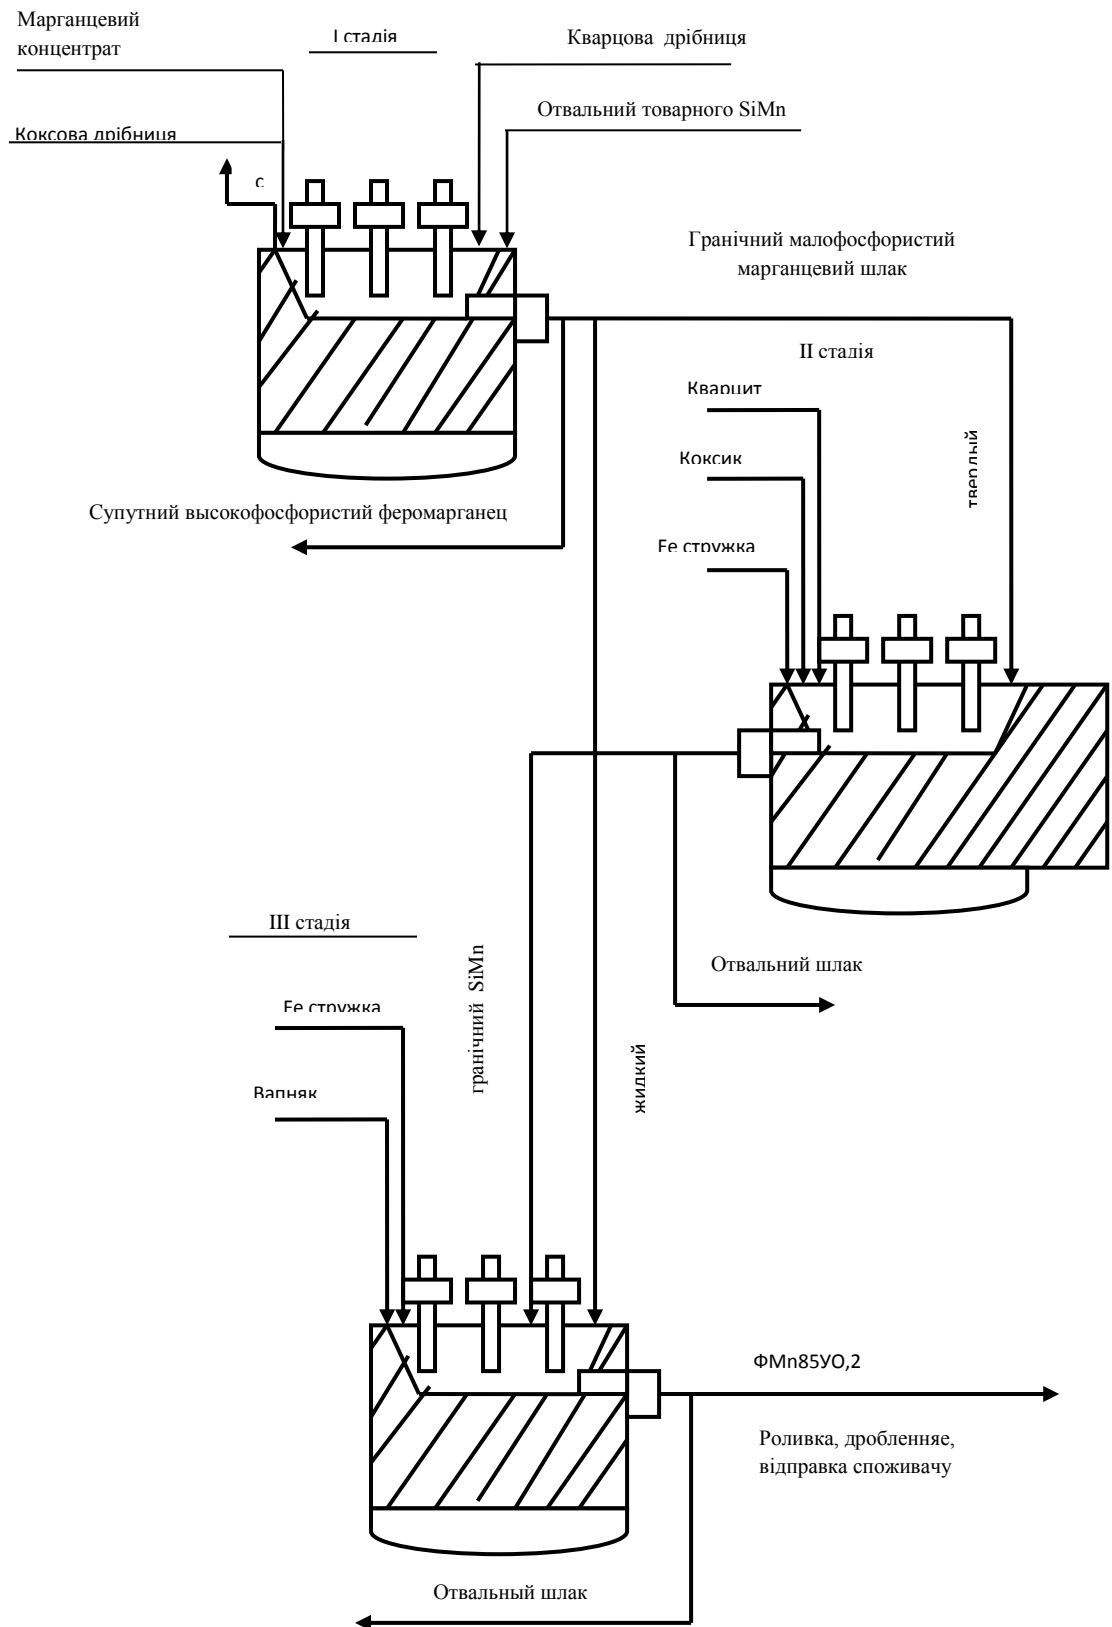 Марганцевий
концентрат
І стадія
Кварцова дрібниця
Отвальний товарного SiMn
Коксова дрібниця
с
Гранічний малофосфористий
марганцевий шлак
ІІ стадія
Кварцит
твердый
Коксик
Супутний высокофосфористий феромарганец
Fe стружка
ІІІ стадія
гранічний SiMn
Отвальний шлак
Fe стружка
жидкий
Вапняк
ФМn85УО,2
Роливка, дробленняе,
відправка споживачу
Отвальный шлак